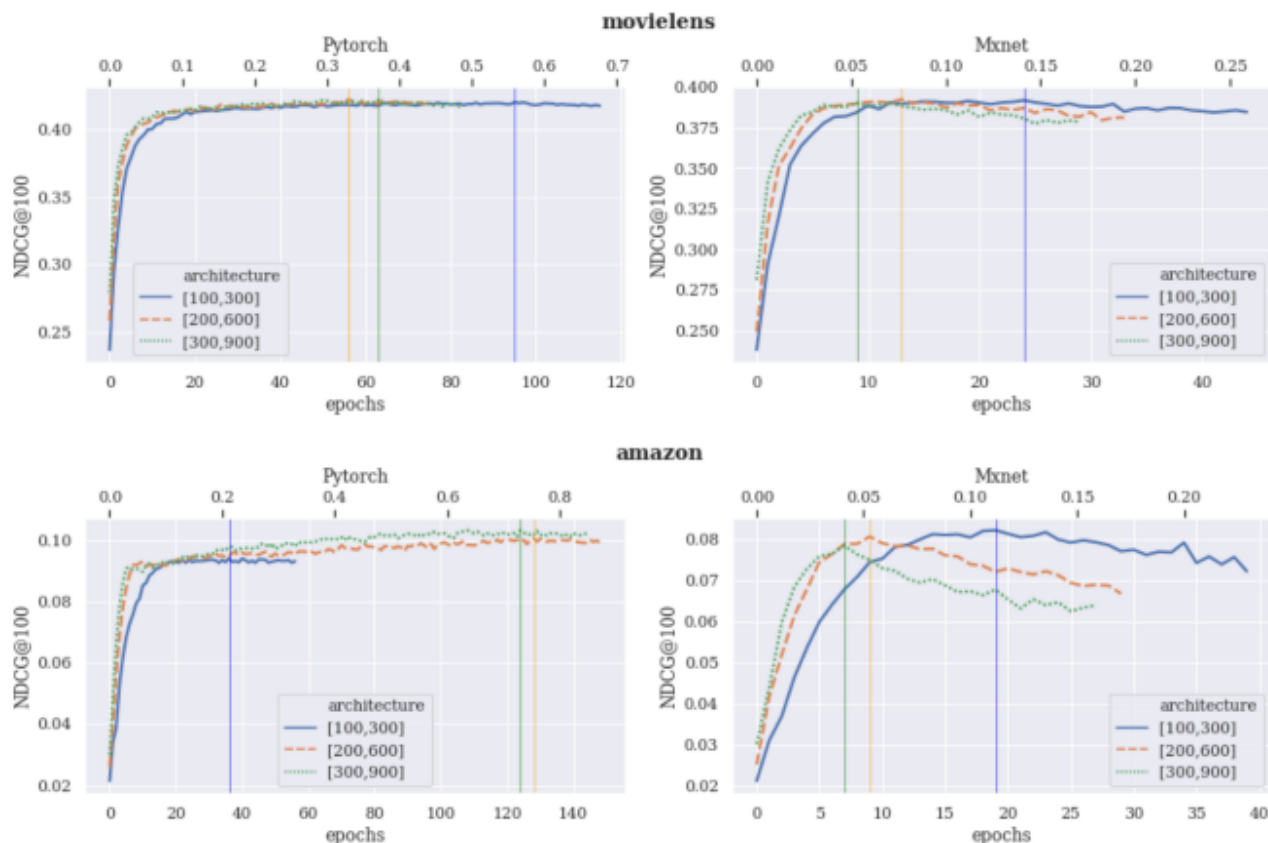 movielens
Pytorch
0.0 0.1 0.2 0.3 0.4 0.5 0.6 0.7
NDCG@100
0.40
0.35
0.30
0.25
architecture
[100,300]
[200,600]
[300,900]
0 20 40 60 80 100 120
epochs
Mxnet
0.00 0.05 0.10 0.15 0.20 0.25
NDCG@100
0.400
0.375
0.350
0.325
0.300
0.275
0.250
architecture
[100,300]
[200,600]
[300,900]
0 10 20 30 40
epochs
amazon
Pytorch
0.0 0.2 0.4 0.6 0.8
NDCG@100
0.10
0.08
0.06
0.04
0.02
architecture
[100,300]
[200,600]
[300,900]
0 20 40 60 80 100 120 140
epochs
Mxnet
0.00 0.05 0.10 0.15 0.20
NDCG@100
0.08
0.07
0.06
0.05
0.04
0.03
0.02
architecture
[100,300]
[200,600]
[300,900]
0 5 10 15 20 25 30 35 40
epochs